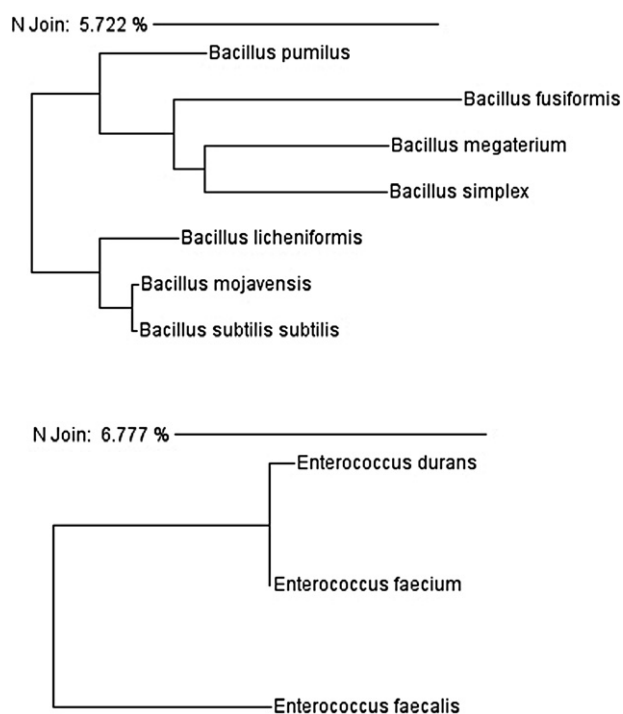 N Join: 5.722 %
Bacillus pumilus
Bacillus fusiformis
Bacillus megaterium
Bacillus simplex
Bacillus licheniformis
Bacillus mojavensis
Bacillus subtilis subtilis
N Join: 6.777 %
Enterococcus durans
Enterococcus faecium
Enterococcus faecalis